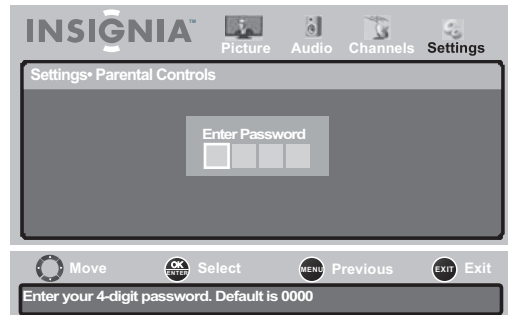 INSIGNIA™
Picture Audio Channels Settings
Settings• Parental Controls
Enter Password
Move OK ENTER Select MENU Previous EXIT Exit
Enter your 4-digit password. Default is 0000